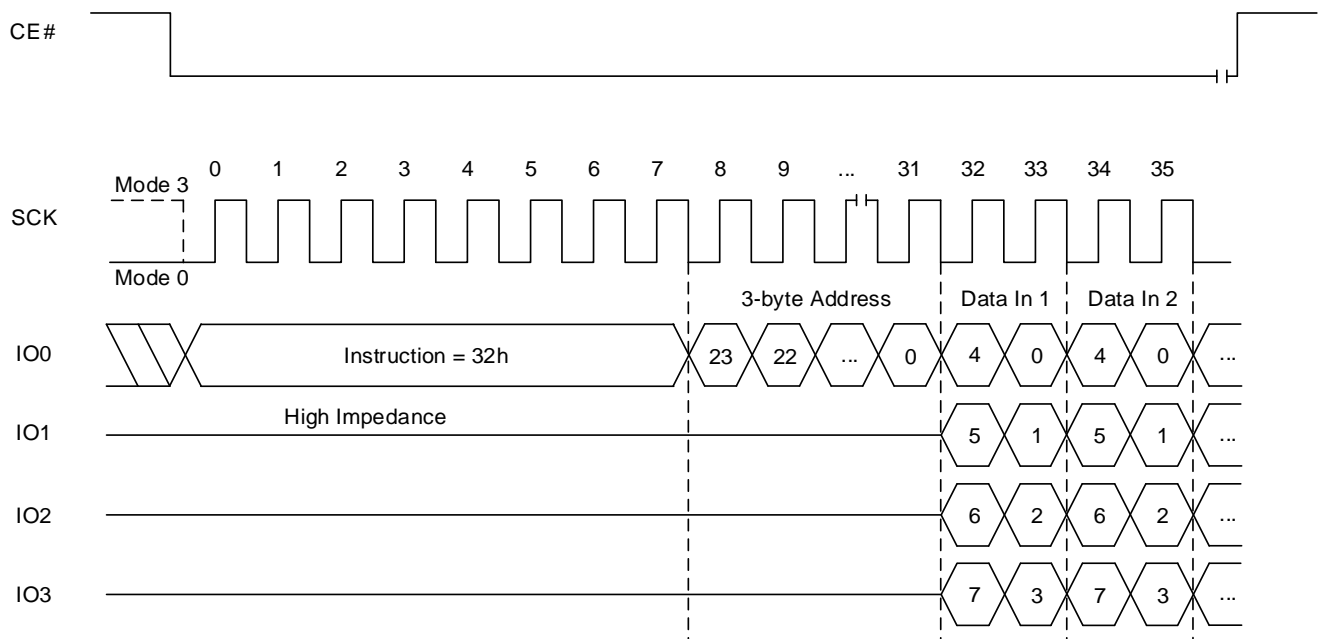 CE#
0 1 2 3 4 5 6 7 8 9 ... 31 32 33 34 35
Mode 3
SCK
Mode 0
3-byte Address Data In 1 Data In 2
IO0 Instruction = 32h 23 22 ... 0 4 0 4 0 ...
High Impedance
IO1 5 1 5 1 ...
IO2 6 2 6 2 ...
IO3 7 3 7 3 ...